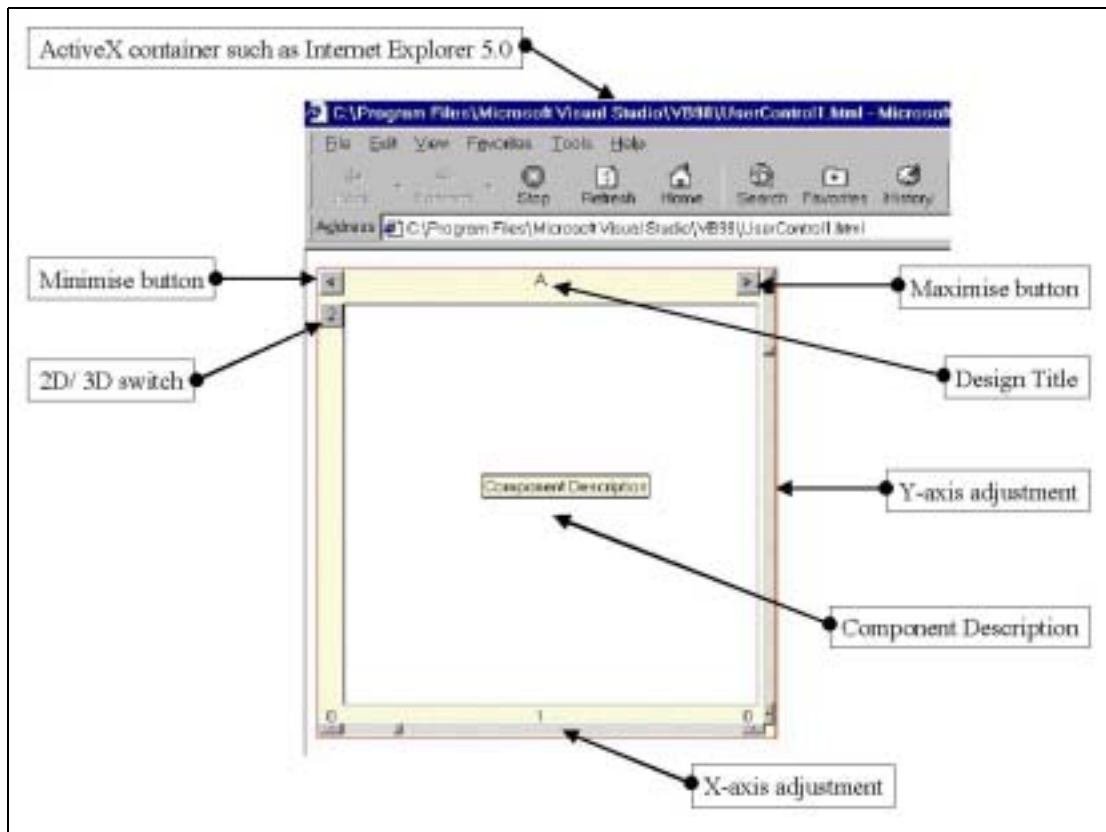 ActiveX container such as Internet Explorer 5.0
C:\Program Files\Microsoft Visual Studio\VB98\UserControl1.html - Microsoft
File Edit View Favorites Tools Help
Stop Refresh Home Search Favorites History
Address C:\Program Files\Microsoft Visual Studio\VB98\UserControl1.html
Minimise button
A
Maximise button
2
2D/ 3D switch
Design Title
Component Description
Y-axis adjustment
Component Description
0 1 0
X-axis adjustment